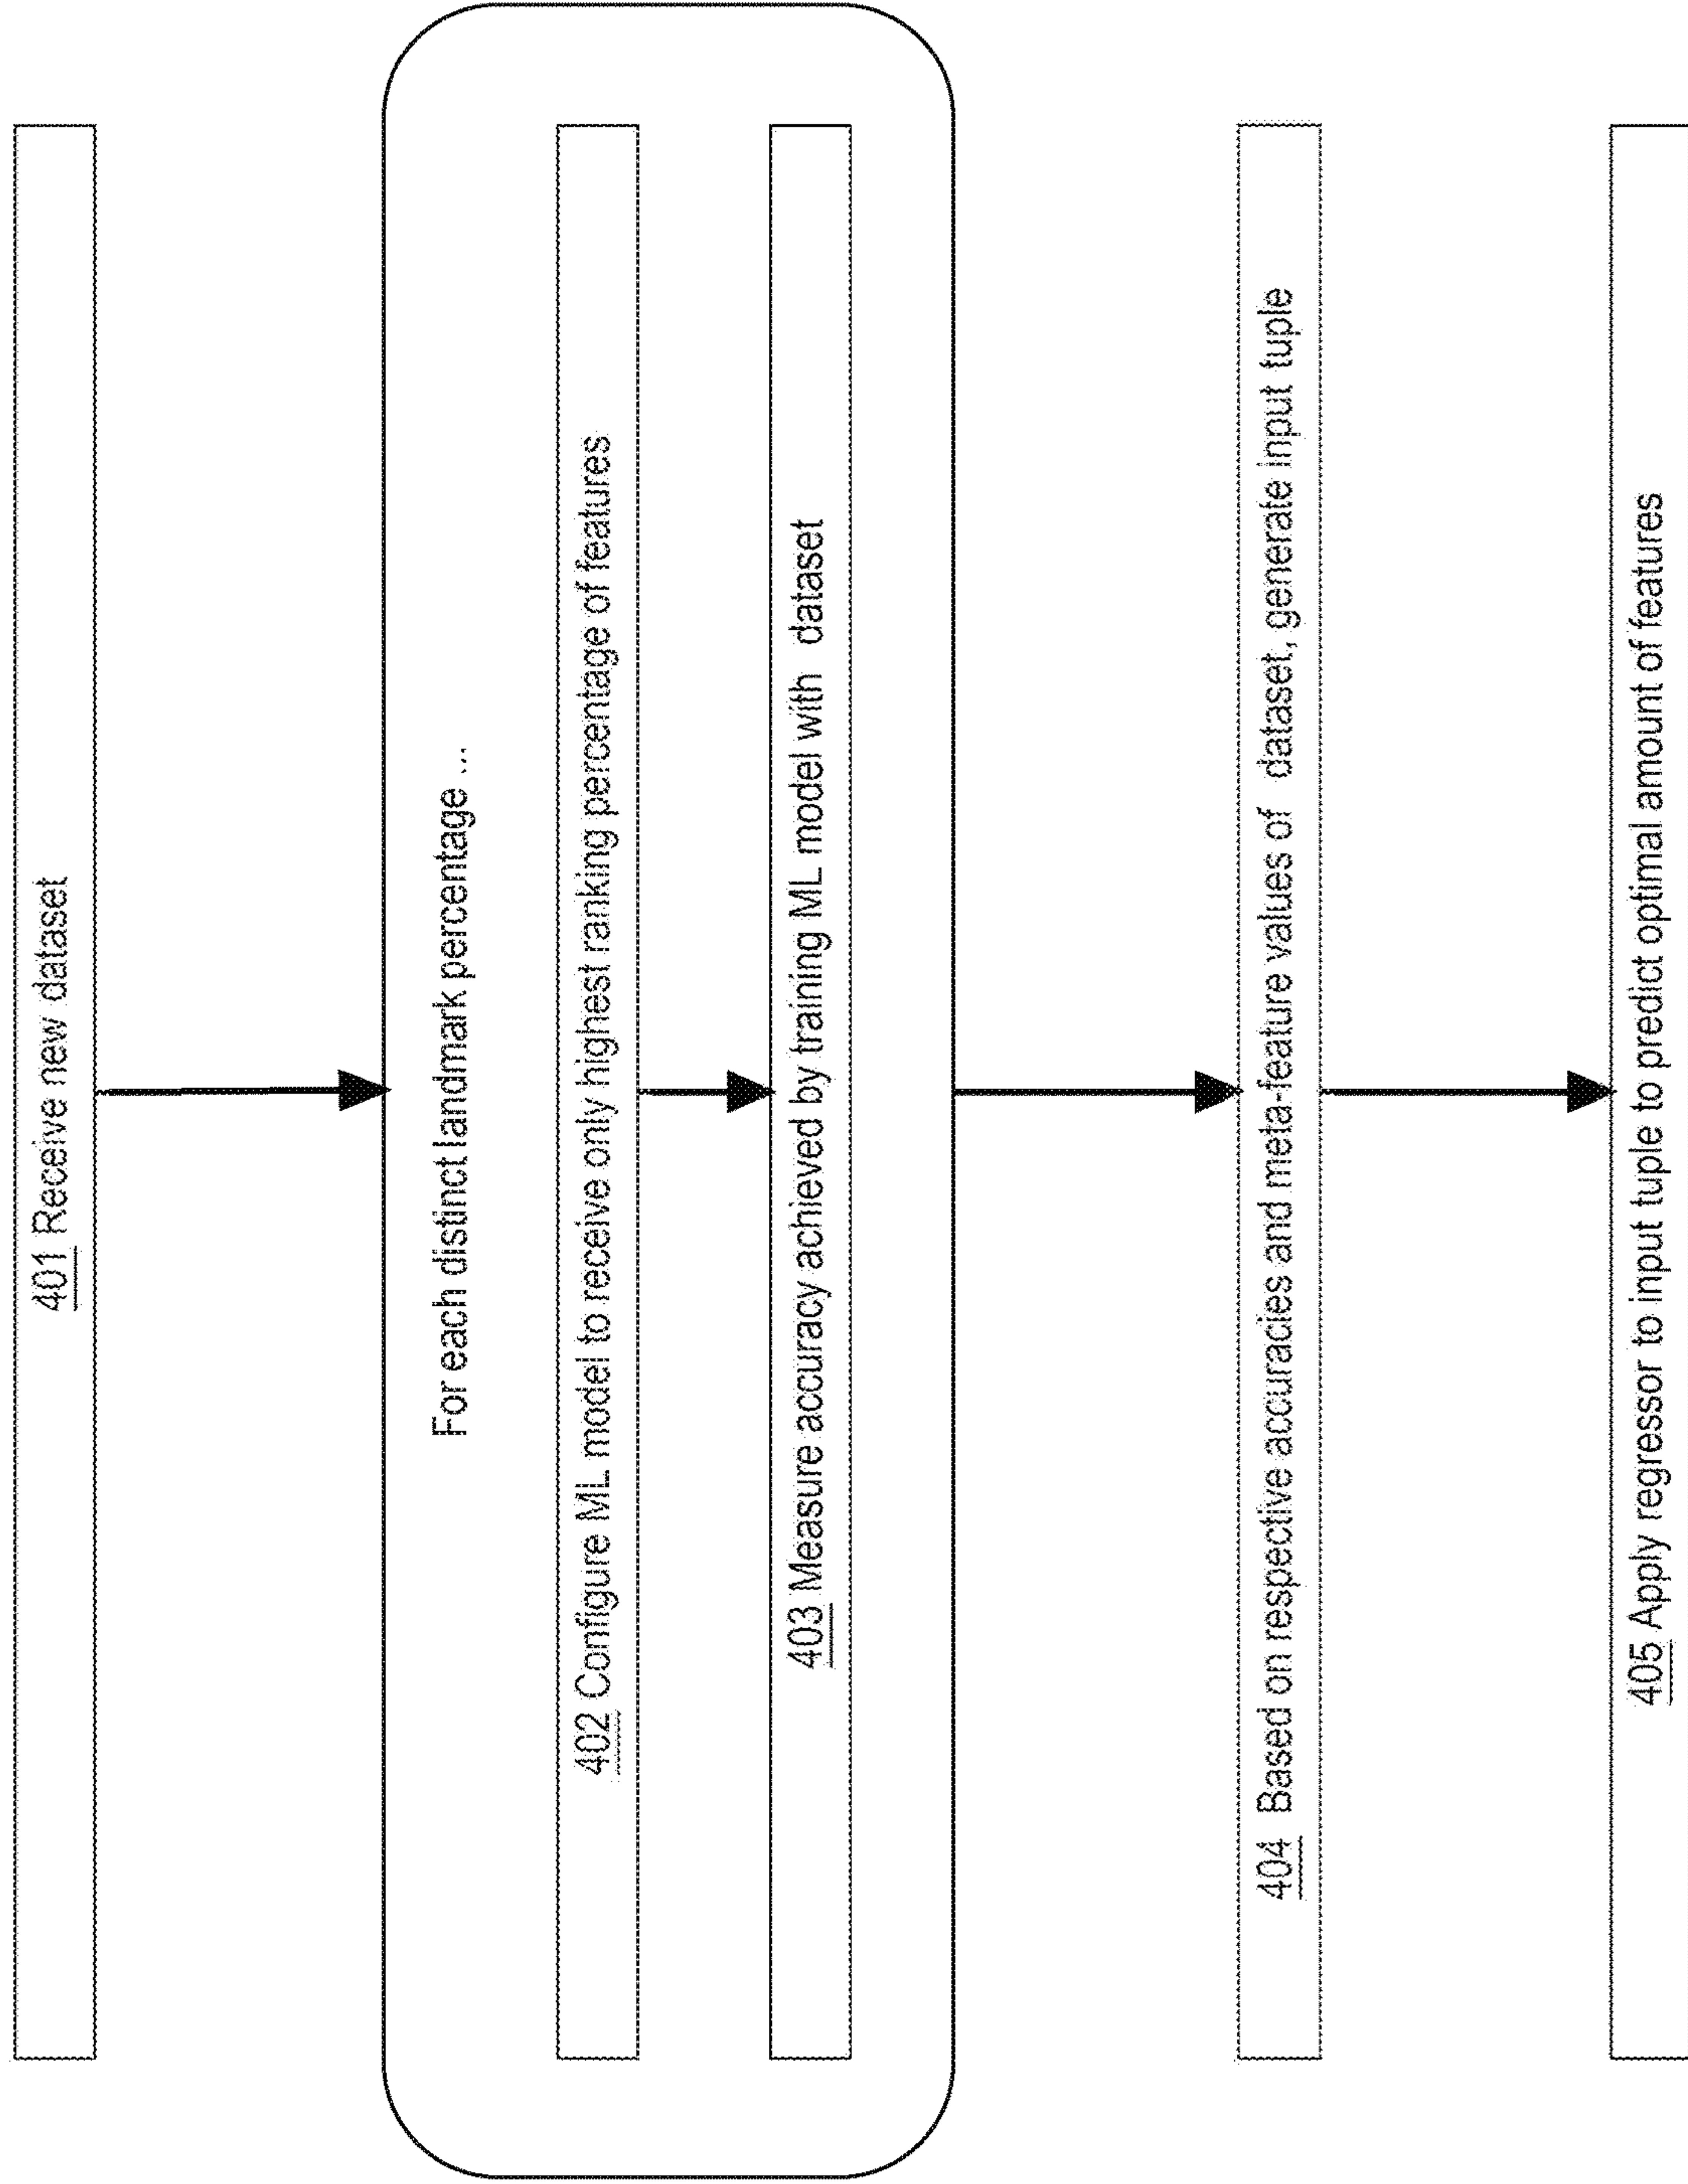 401 Receive new dataset
For each distinct landmark percentage ...
402 Configure ML model to receive only highest ranking percentage of features
403 Measure accuracy achieved by training ML model with dataset
404 Based on respective accuracies and meta-feature values of dataset, generate input tuple
405 Apply regressor to input tuple to predict optimal amount of features